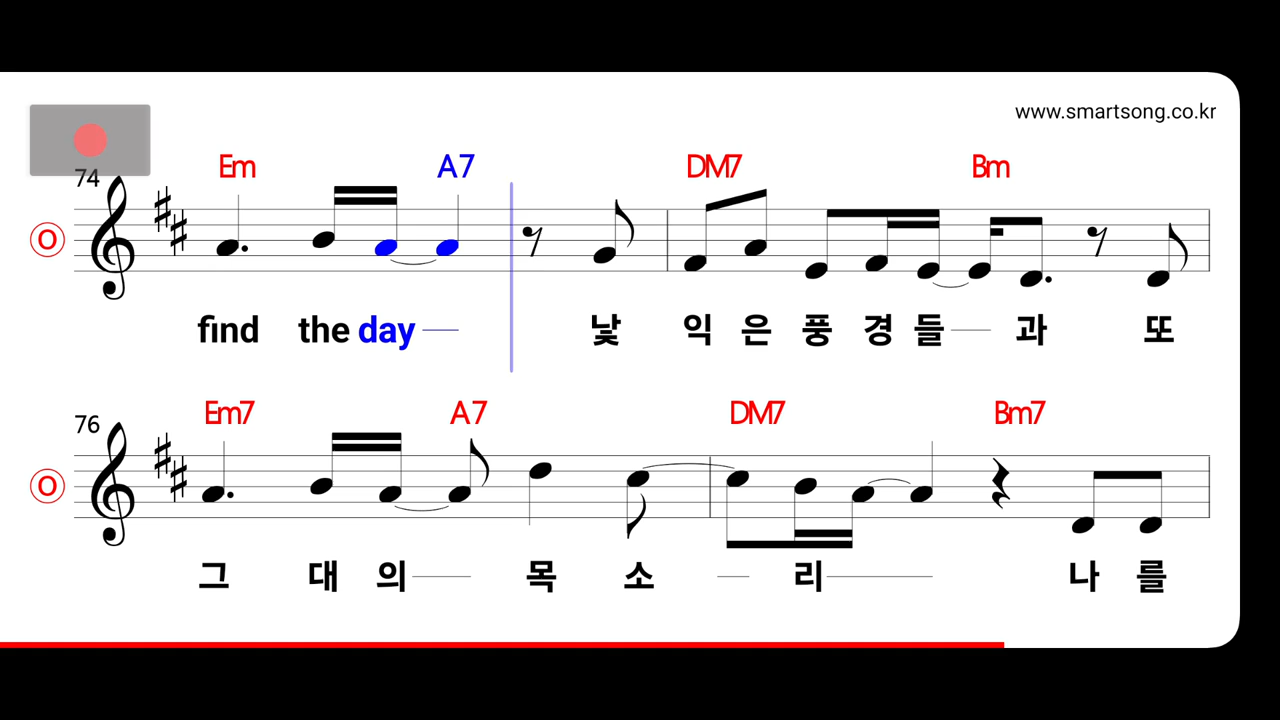 www.smartsong.co.kr
Em A7 DM7 Bm
74
O
find the day 낯 익 은 풍 경 들 과 또
Em7 A7 DM7 Bm7
76
O
그 대 의 목 소 리 나 를